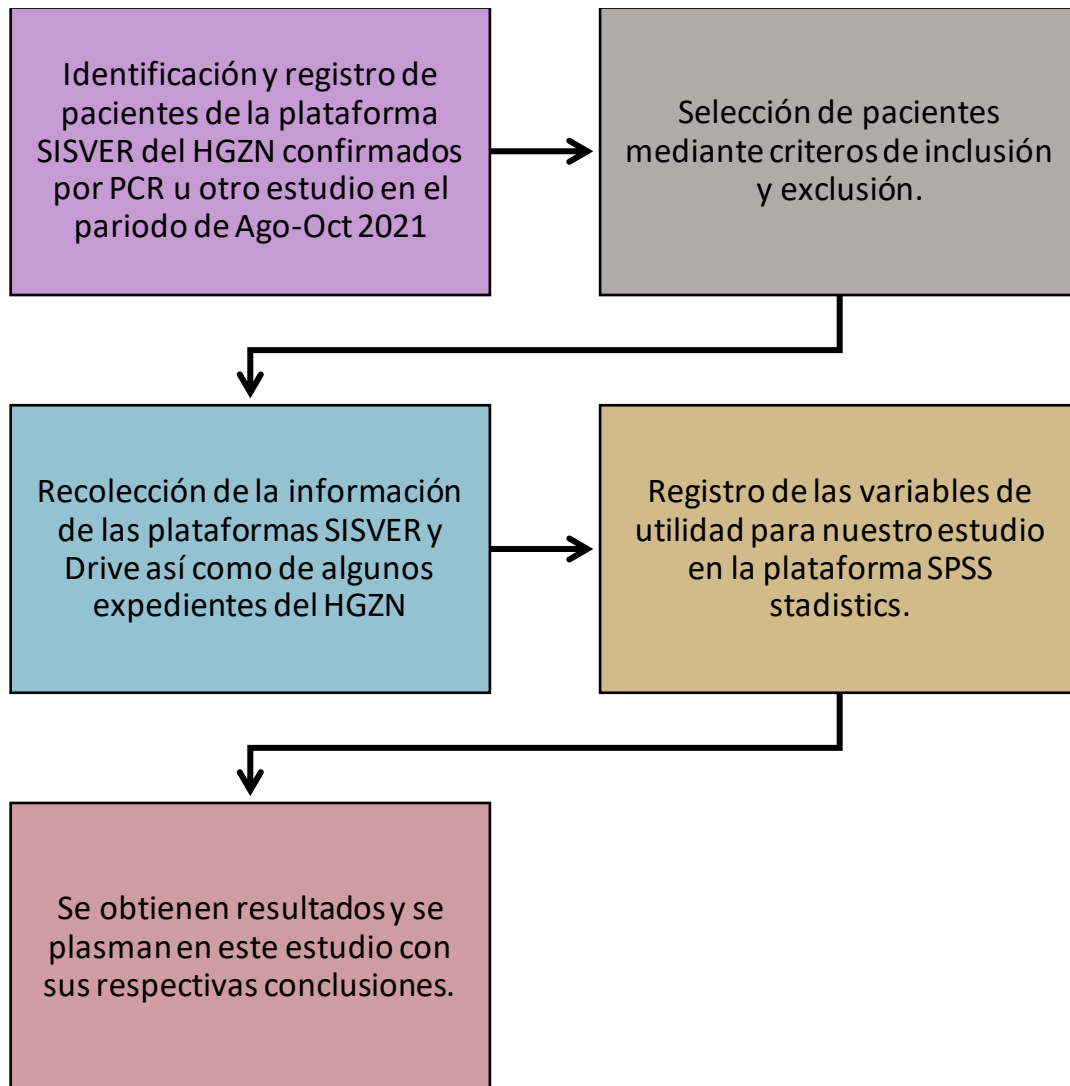 Identificación y registro de
pacientes de la plataforma
SISVER del HGZN confirmados
por PCR u otro estudio en el
pariodo de Ago-Oct 2021
Selección de pacientes
mediante criteros de inclusión
y exclusión.
Recolección de la información
de las plataformas SISVER y
Drive así como de algunos
expedientes del HGZN
Registro de las variables de
utilidad para nuestro estudio
en la plataforma SPSS
stadistics.
Se obtienen resultados y se
plasman en este estudio con
sus respectivas conclusiones.